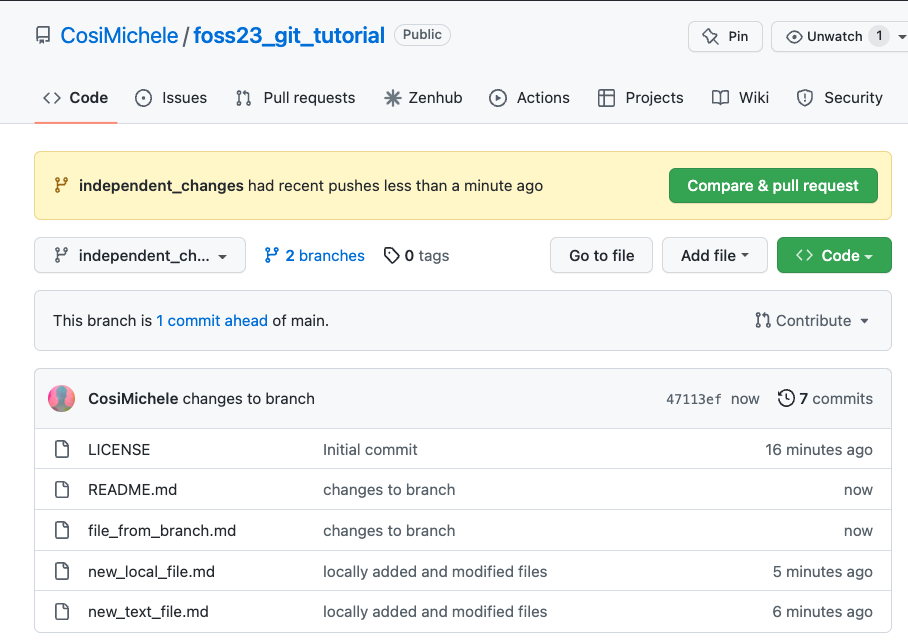 CosiMichele / foss23_git_tutorial Public Pin Unwatch 1
Code Issues Pull requests Zenhub Actions Projects Wiki Security
independent_changes had recent pushes less than a minute ago Compare & pull request
independent_ch... 2 branches 0 tags Go to file Add file Code
This branch is 1 commit ahead of main. Contribute
CosiMichele changes to branch 47113ef now 7 commits
LICENSE Initial commit 16 minutes ago
README.md changes to branch now
file_from_branch.md changes to branch now
new_local_file.md locally added and modified files 5 minutes ago
new_text_file.md locally added and modified files 6 minutes ago